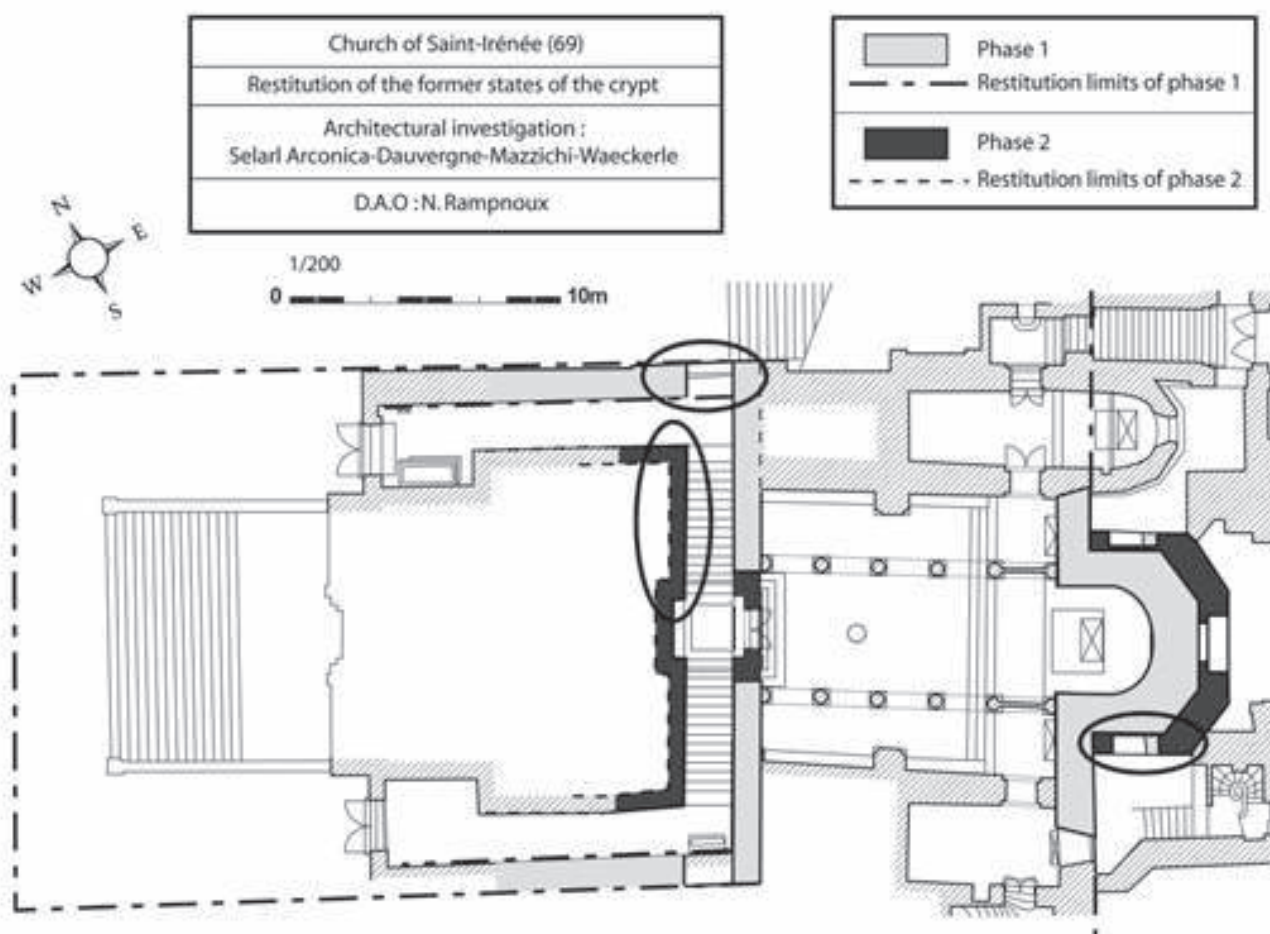 Church of Saint-Irénée (69)
Restitution of the former states of the crypt
Architectural investigation :
Selarl Arconica-Dauvergne-Mazzichi-Waeckerle
D.A.O : N. Rampnoux
Phase 1
Restitution limits of phase 1
Phase 2
Restitution limits of phase 2
N
E
W
S
1/200
0 10m